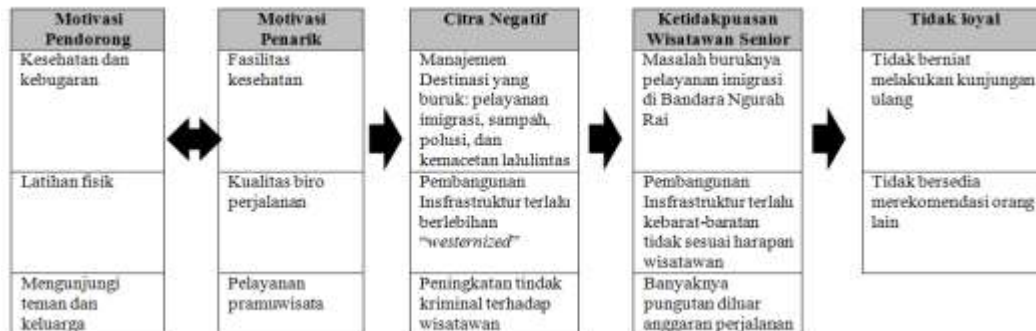 Motivasi
Pendorong
Kesehatan dan
kebugaran
Latihan fisik
Mengunjungi
teman dan
keluarga
Motivasi
Penarik
Fasilitas
kesehatan
Kualitas biro
perjalanan
Pelayanan
pramuwisata
Citra Negatif
Manajemen
Destinasi yang
buruk: pelayanan
imigrasi, sampah,
polusi, dan
kemacetan lalulintas
Pembangunan
Insfrastruktur terlalu
berlebihan
“westernized”
Peningkatan tindak
kriminal terhadap
wisatawan
Ketidakpuasan
Wisatawan Senior
Masalah buruknya
pelayanan imigrasi
di Bandara Ngurah
Rai
Pembangunan
Insfrastruktur terlalu
kebarat-baratan
tidak sesuai harapan
wisatawan
Banyaknya
pungutan diluar
anggaran perjalanan
Tidak loyal
Tidak berniat
melakukan kunjungan
ulang
Tidak bersedia
merekomendasi orang
lain